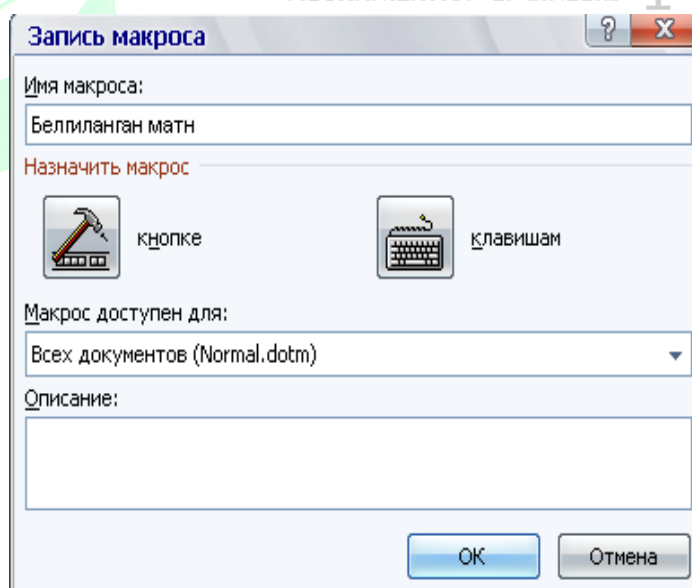 Запись макроса
Имя макроса:
Белгиланган матн
Назначить макрос
кнопке
клавишам
Макрос доступен для:
Всех документов (Normal.dotm)
Описание:
ОК
Отмена